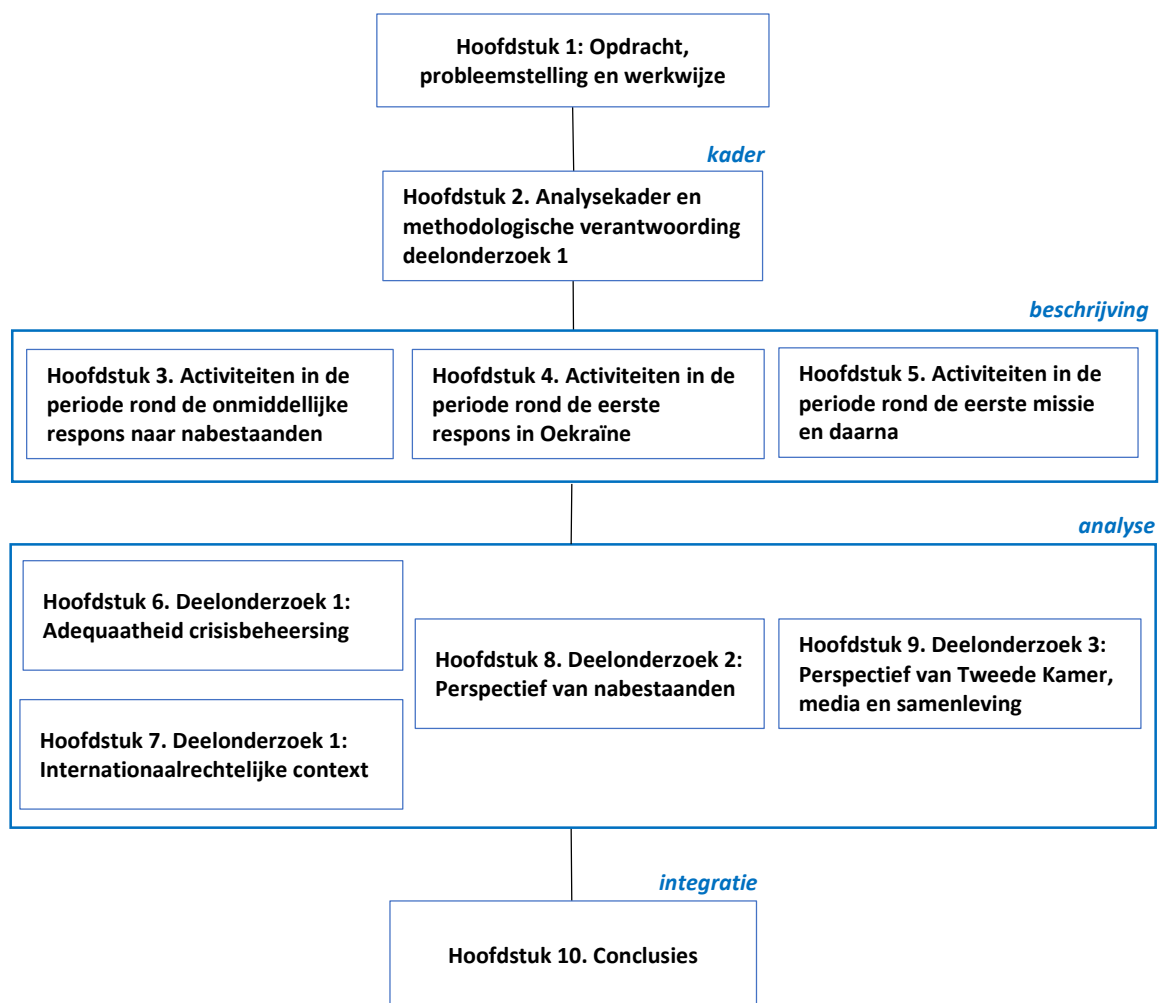 Hoofdstuk 1: Opdracht,
probleemstelling en werkwijze
kader
Hoofdstuk 2. Analysekader en
methodologische verantwoording
deelonderzoek 1
beschrijving
Hoofdstuk 3. Activiteiten in de
periode rond de onmiddellijke
respons naar nabestaanden
Hoofdstuk 4. Activiteiten in de
periode rond de eerste
respons in Oekraïne
Hoofdstuk 5. Activiteiten in de
periode rond de eerste missie
en daarna
analyse
Hoofdstuk 6. Deelonderzoek 1:
Adequaatheid crisisbeheersing
Hoofdstuk 7. Deelonderzoek 1:
Internationaalrechtelijke context
Hoofdstuk 8. Deelonderzoek 2:
Perspectief van nabestaanden
Hoofdstuk 9. Deelonderzoek 3:
Perspectief van Tweede Kamer,
media en samenleving
integratie
Hoofdstuk 10. Conclusies